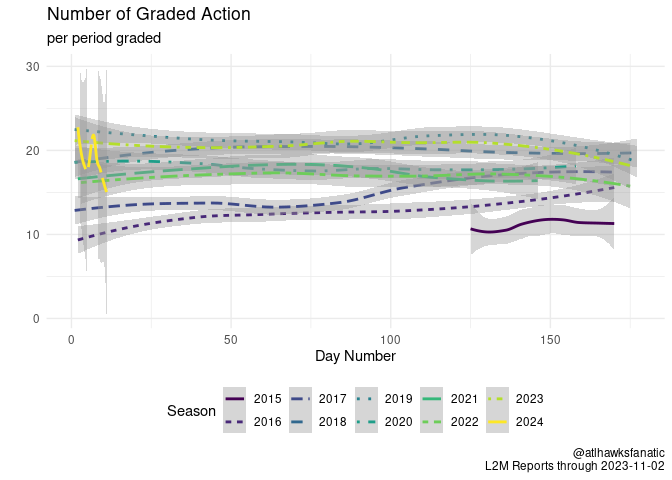 Number of Graded Action
per period graded
30
20
10
0
0 50 100 150
Day Number
Season
2015 2017 2019 2021 2023
2016 2018 2020 2022 2024
@atlhawksfanatic
L2M Reports through 2023-11-02